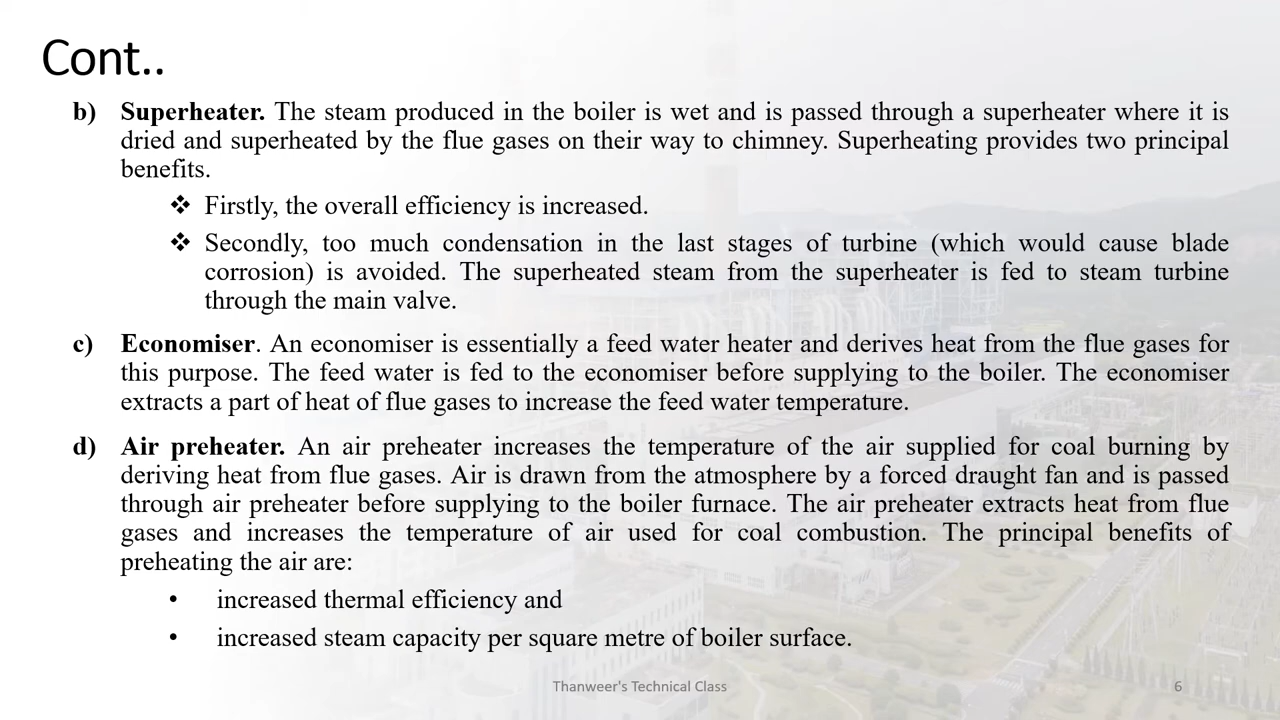 Cont..
b) Superheater. The steam produced in the boiler is wet and is passed through a superheater where it is
dried and superheated by the flue gases on their way to chimney. Superheating provides two principal
benefits.
❖ Firstly, the overall efficiency is increased.
❖ Secondly, too much condensation in the last stages of turbine (which would cause blade
corrosion) is avoided. The superheated steam from the superheater is fed to steam turbine
through the main valve.
c) Economiser. An economiser is essentially a feed water heater and derives heat from the flue gases for
this purpose. The feed water is fed to the economiser before supplying to the boiler. The economiser
extracts a part of heat of flue gases to increase the feed water temperature.
d) Air preheater. An air preheater increases the temperature of the air supplied for coal burning by
deriving heat from flue gases. Air is drawn from the atmosphere by a forced draught fan and is passed
through air preheater before supplying to the boiler furnace. The air preheater extracts heat from flue
gases and increases the temperature of air used for coal combustion. The principal benefits of
preheating the air are:
• increased thermal efficiency and
• increased steam capacity per square metre of boiler surface.
Thanweer's Technical Class
6